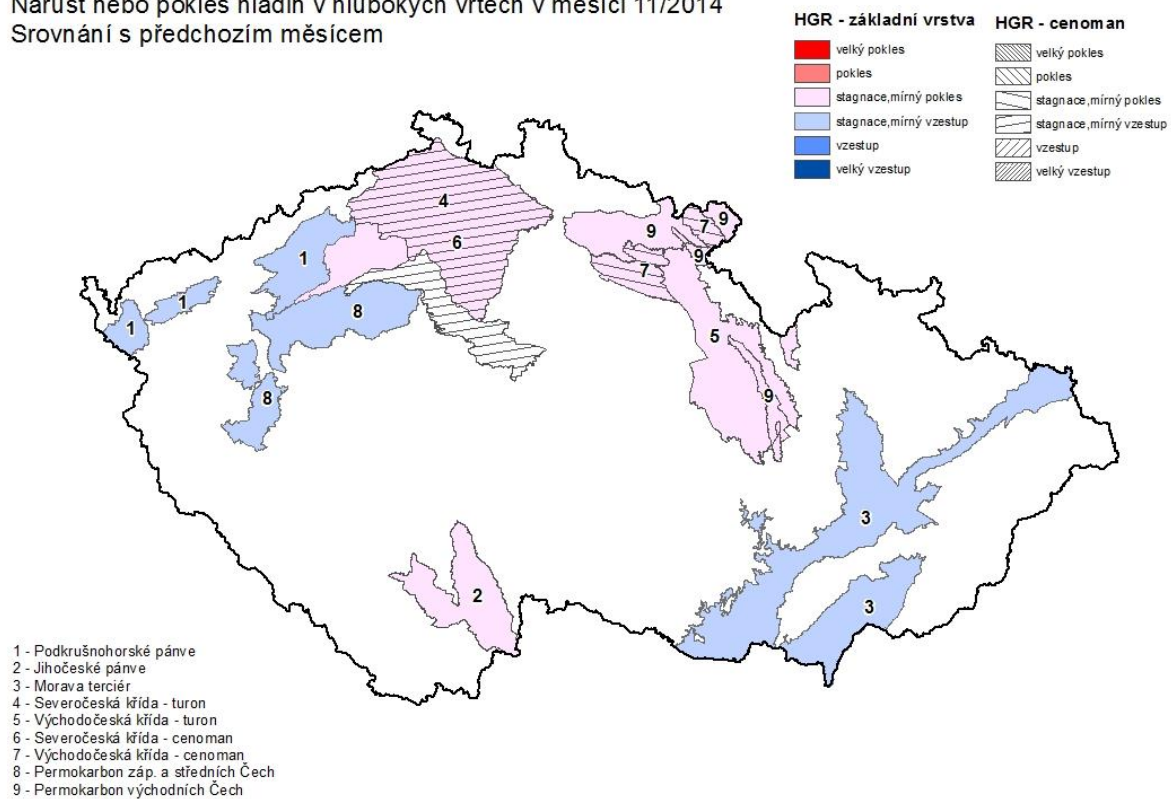 Nárůst nebo pokles hladin v hlubokých vrtech v měsíci 11/2014
Srovnání s předchozím měsícem
HGR - základní vrstva
velký pokles
pokles
stagnace,mírný pokles
stagnace,mírný vzestup
vzestup
velký vzestup
HGR - cenoman
velký pokles
pokles
stagnace,mírný pokles
stagnace,mírný vzestup
vzestup
velký vzestup
4
9
7
9
6
9
1
7
1
8
1
5
9
8
3
2
3
1 - Podkrušnohorské pánve
2 - Jihočeské pánve
3 - Morava terciér
4 - Severočeská křída - turon
5 - Východočeská křída - turon
6 - Severočeská křída - cenoman
7 - Východočeská křída - cenoman
8 - Permokarbon záp. a středních Čech
9 - Permokarbon východních Čech